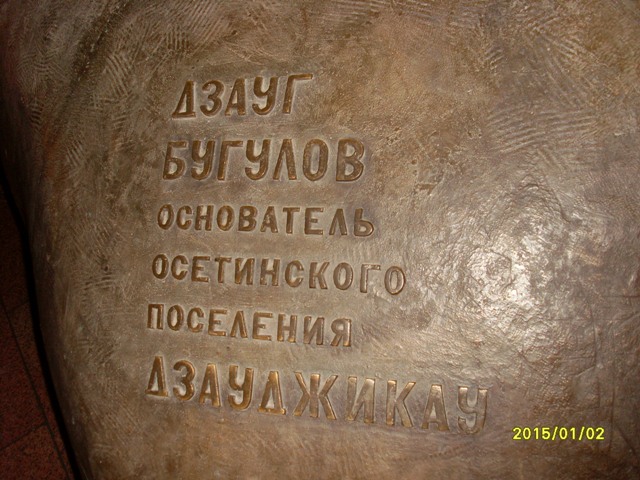 ДЗАУГ
БУГУЛОВ
ОСНОВАТЕЛЬ
ОСЕТИНСКОГО
ПОСЕЛЕНИЯ
ДЗАУДЖИКАУ
2015/01/02